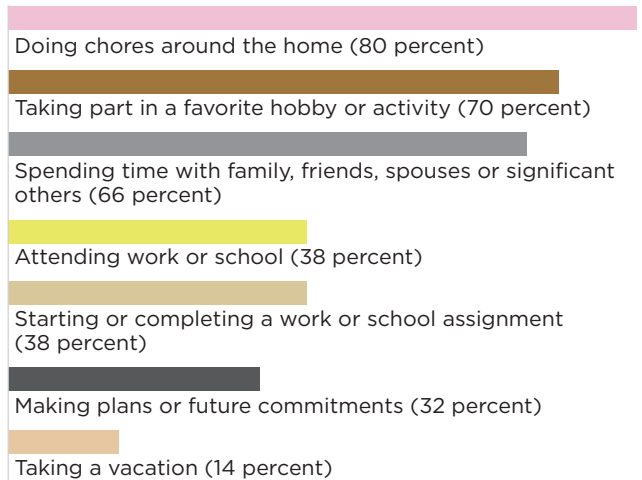 Doing chores around the home (80 percent)
Taking part in a favorite hobby or activity (70 percent)
Spending time with family, friends, spouses or significant
others (66 percent)
Attending work or school (38 percent)
Starting or completing a work or school assignment
(38 percent)
Making plans or future commitments (32 percent)
Taking a vacation (14 percent)